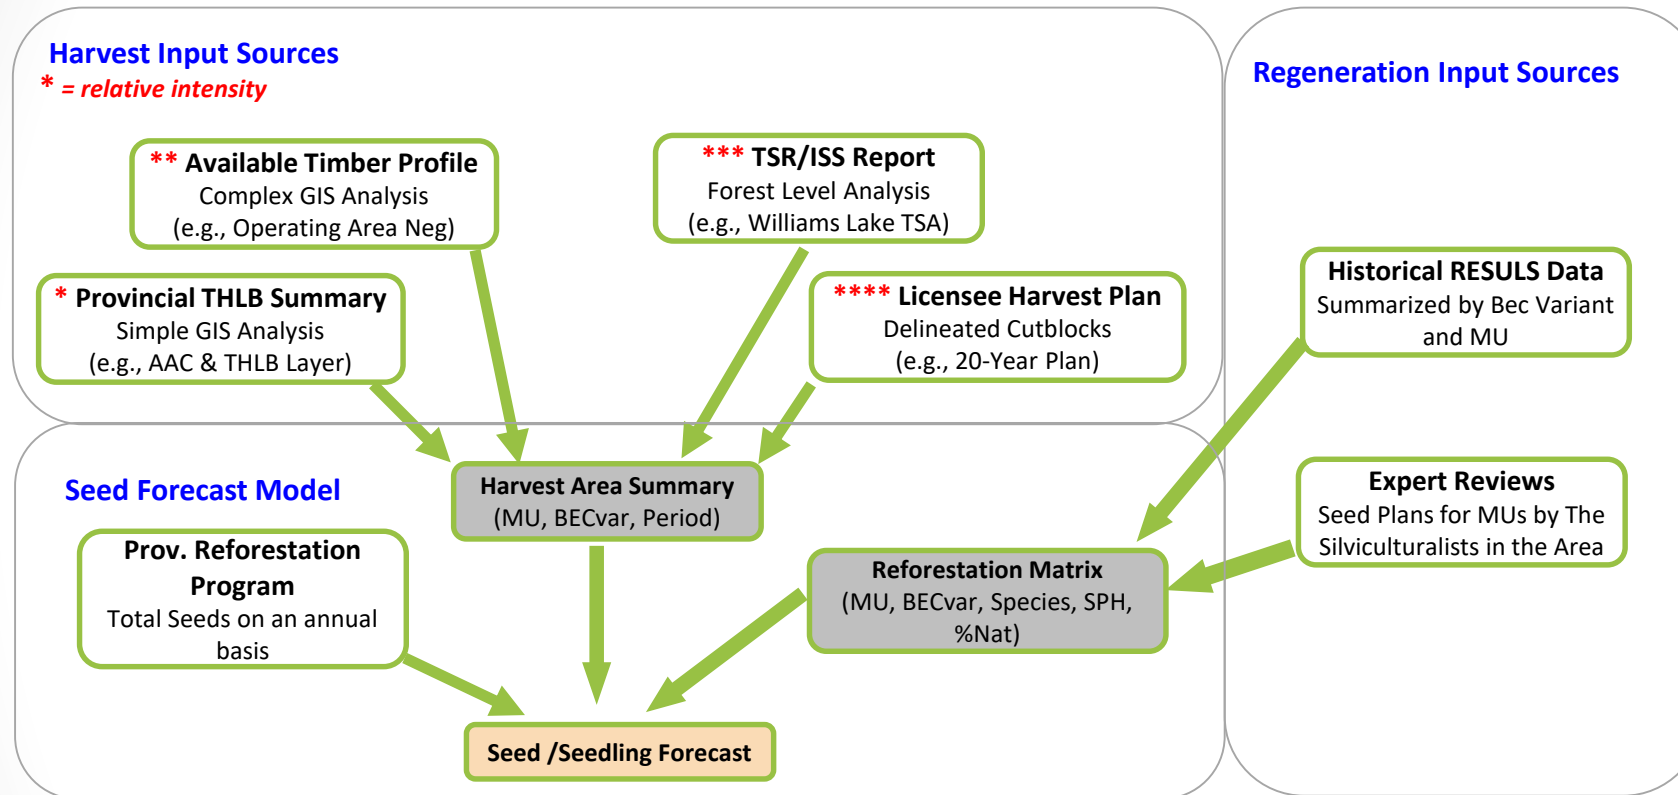 Harvest Input Sources
* = relative intensity
** Available Timber Profile
Complex GIS Analysis
(e.g., Operating Area Neg)
*** TSR/ISS Report
Forest Level Analysis
(e.g., Williams Lake TSA)
* Provincial THLB Summary
Simple GIS Analysis
(e.g., AAC & THLB Layer)
**** Licensee Harvest Plan
Delineated Cutblocks
(e.g., 20-Year Plan)
Regeneration Input Sources
Historical RESULS Data
Summarized by Bec Variant
and MU
Expert Reviews
Seed Plans for MUs by The
Silviculturalists in the Area
Seed Forecast Model
Harvest Area Summary
(MU, BECvar, Period)
Prov. Reforestation
Program
Total Seeds on an annual
basis
Reforestation Matrix
(MU, BECvar, Species, SPH,
%Nat)
Seed /Seedling Forecast